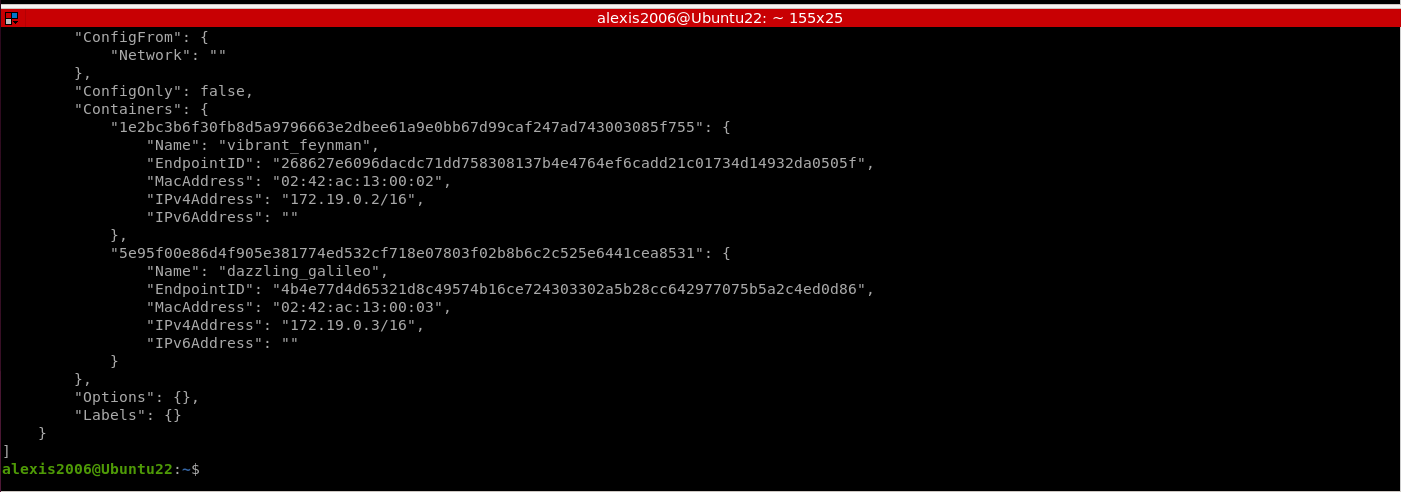 alexis2006@Ubuntu22: ~ 155x25
        "ConfigFrom": {
            "Network": ""
        },
        "ConfigOnly": false,
        "Containers": {
            "1e2bc3b6f30fb8d5a9796663e2dbee61a9e0bb67d99caf247ad743003085f755": {
                "Name": "vibrant_feynman",
                "EndpointID": "268627e6096dacdc71dd758308137b4e4764ef6cadd21c01734d14932da0505f",
                "MacAddress": "02:42:ac:13:00:02",
                "IPv4Address": "172.19.0.2/16",
                "IPv6Address": ""
            },
            "5e95f00e86d4f905e381774ed532cf718e07803f02b8b6c2c525e6441cea8531": {
                "Name": "dazzling_galileo",
                "EndpointID": "4b4e77d4d65321d8c49574b16ce724303302a5b28cc642977075b5a2c4ed0d86",
                "MacAddress": "02:42:ac:13:00:03",
                "IPv4Address": "172.19.0.3/16",
                "IPv6Address": ""
            }
        },
        "Options": {},
        "Labels": {}
    }
]
alexis2006@Ubuntu22:~$